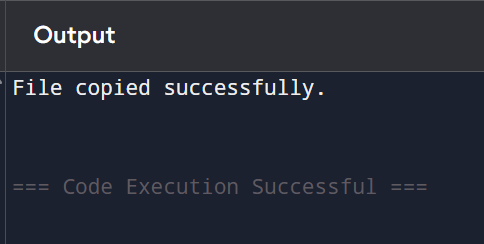 Output
File copied successfully.
=== Code Execution Successful ===